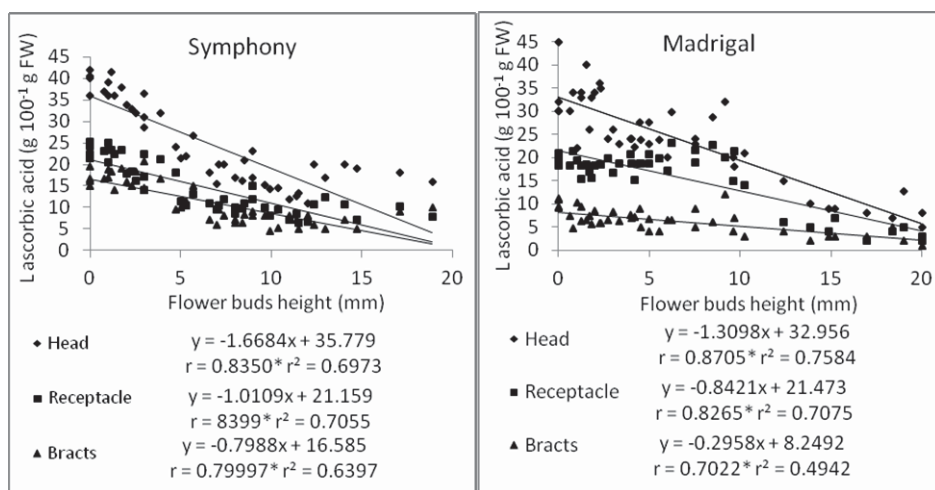 Symphony
Lascorbic acid (g 100⁻¹ g FW)
45
40
35
30
25
20
15
10
5
0
0 5 10 15 20
Flower buds height (mm)
Head y = -1.6684x + 35.779
r = 0.8350* r² = 0.6973
Receptacle y = -1.0109x + 21.159
r = 8399* r² = 0.7055
Bracts y = -0.7988x + 16.585
r = 0.79997* r² = 0.6397
Madrigal
Lascorbic acid (g 100⁻¹ g FW)
45
40
35
30
25
20
15
10
5
0
0 5 10 15 20
Flower buds height (mm)
Head y = -1.3098x + 32.956
r = 0.8705* r² = 0.7584
Receptacle y = -0.8421x + 21.473
r = 0.8265* r² = 0.7075
Bracts y = -0.2958x + 8.2492
r = 0.7022* r² = 0.4942